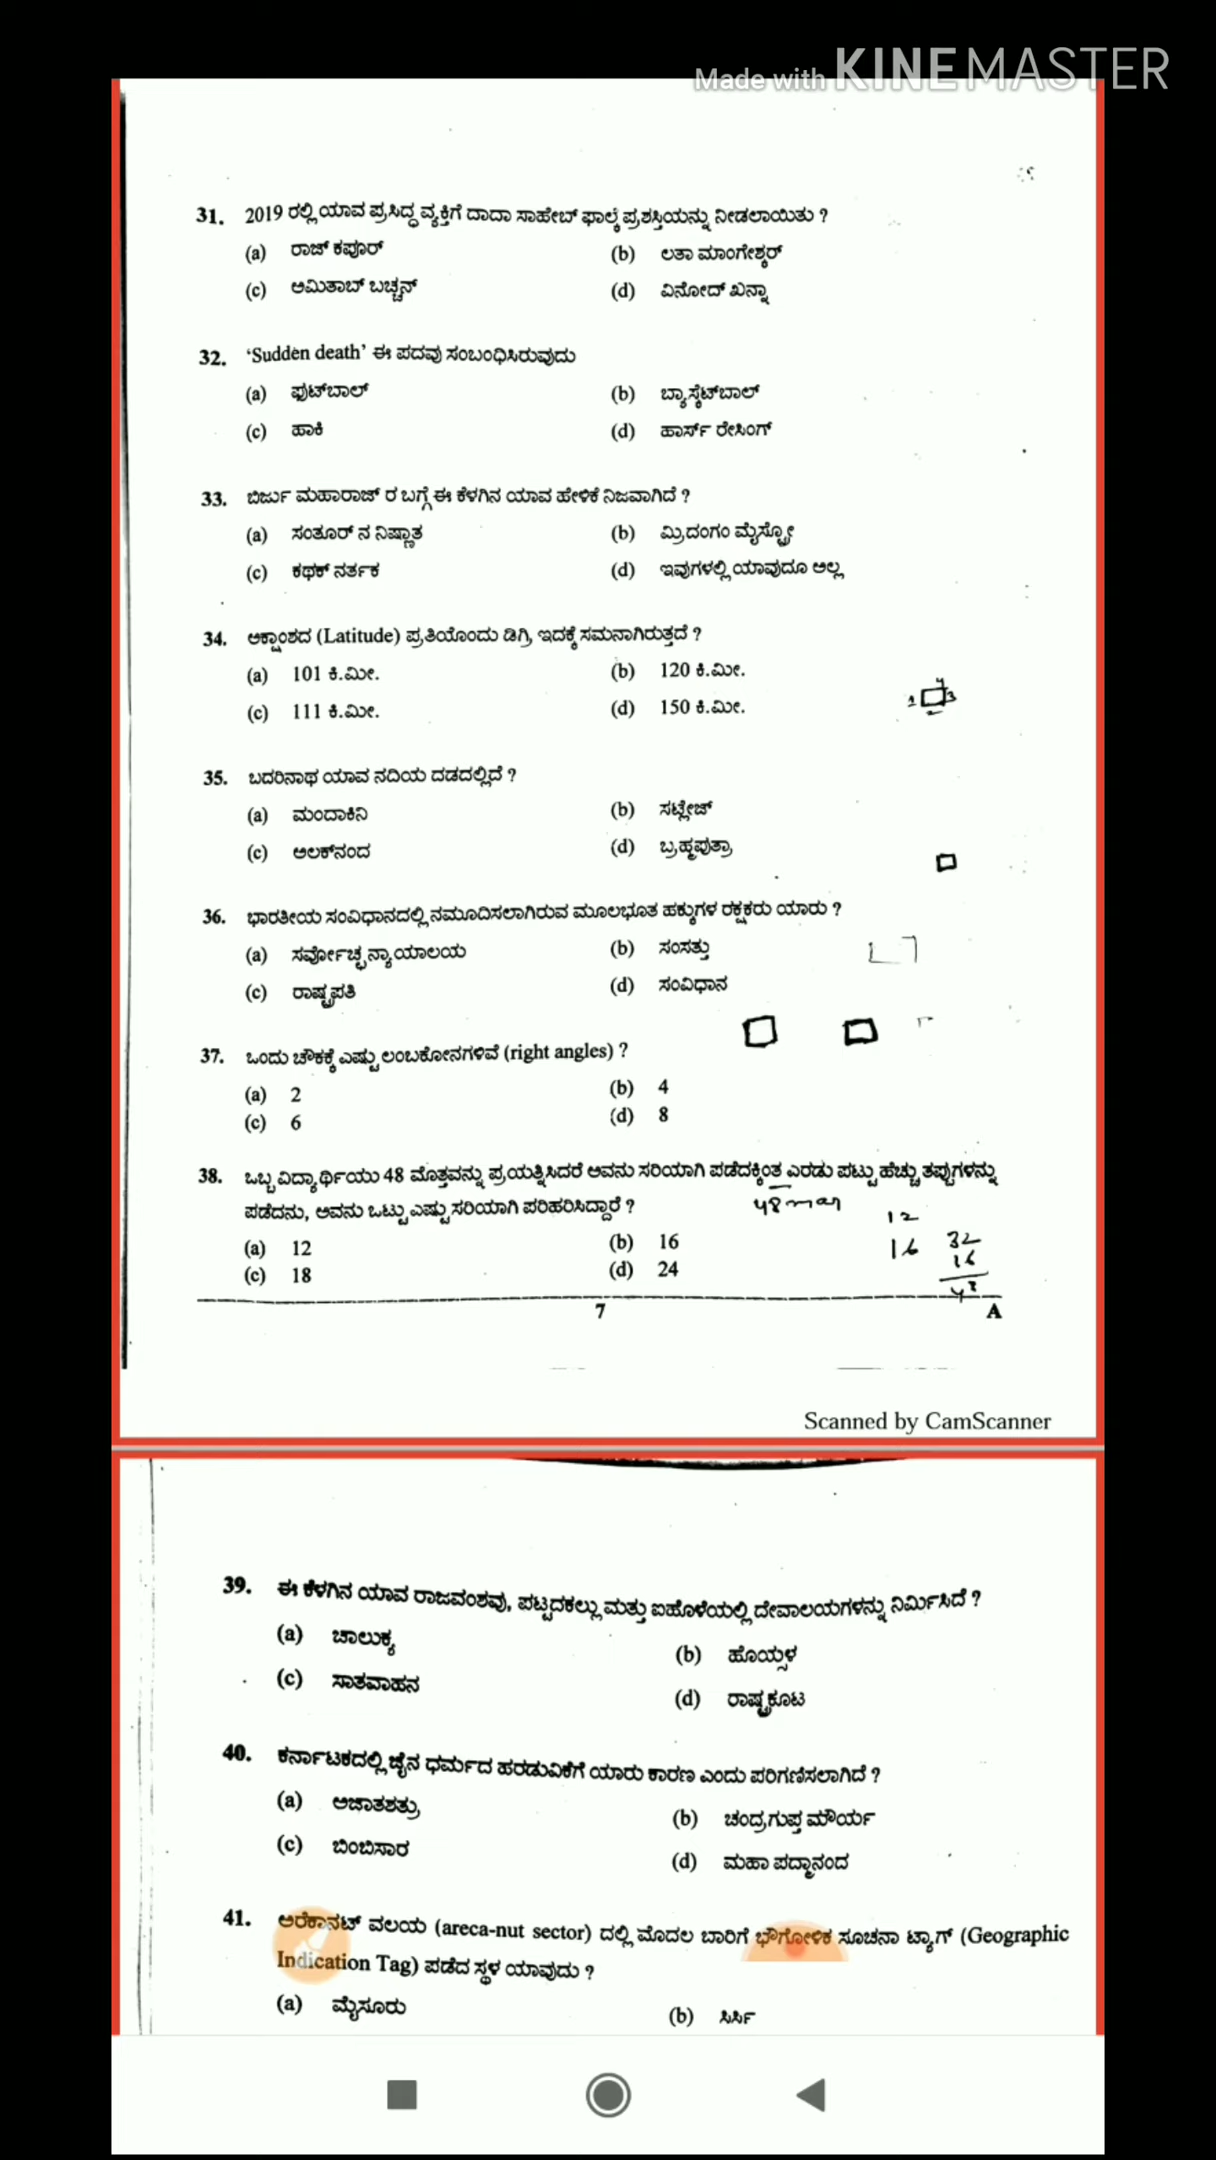 Made with KINEMASTER
31. 2019 ರಲ್ಲಿ ಯಾವ ಪ್ರಸಿದ್ಧ ವ್ಯಕ್ತಿಗೆ ದಾದಾ ಸಾಹೇಬ್ ಫಾಲ್ಕೆ ಪ್ರಶಸ್ತಿಯನ್ನು ನೀಡಲಾಯಿತು ?
(a) ರಾಜ್ ಕಪೂರ್ (b) ಲತಾ ಮಾಂಗೇಶ್ಕರ್
(c) ಅಮಿತಾಬ್ ಬಚ್ಚನ್ (d) ವಿನೋದ್ ಖನ್ನಾ
32. ‘Sudden death’ ಈ ಪದವು ಸಂಬಂಧಿಸಿರುವುದು
(a) ಫುಟ್‌ಬಾಲ್ (b) ಬ್ಯಾಸ್ಕೆಟ್‌ಬಾಲ್
(c) ಹಾಕಿ (d) ಹಾರ್ಸ್ ರೇಸಿಂಗ್
33. ಬಿರ್ಜು ಮಹಾರಾಜ್ ರ ಬಗ್ಗೆ ಈ ಕೆಳಗಿನ ಯಾವ ಹೇಳಿಕೆ ನಿಜವಾಗಿದೆ ?
(a) ಸಂತೂರ್ ನ ನಿಷ್ಣಾತ (b) ಮ್ರಿದಂಗಂ ಮೈಸ್ಟ್ರೋ
(c) ಕಥಕ್ ನರ್ತಕ (d) ಇವುಗಳಲ್ಲಿ ಯಾವುದೂ ಅಲ್ಲ
34. ಅಕ್ಷಾಂಶದ (Latitude) ಪ್ರತಿಯೊಂದು ಡಿಗ್ರಿ ಇದಕ್ಕೆ ಸಮನಾಗಿರುತ್ತದೆ ?
(a) 101 ಕಿ.ಮೀ. (b) 120 ಕಿ.ಮೀ.
(c) 111 ಕಿ.ಮೀ. (d) 150 ಕಿ.ಮೀ.
35. ಬದರಿನಾಥ ಯಾವ ನದಿಯ ದಡದಲ್ಲಿದೆ ?
(a) ಮಂದಾಕಿನಿ (b) ಸಟ್ಲೇಜ್
(c) ಅಲಕ್‌ನಂದ (d) ಬ್ರಹ್ಮಪುತ್ರಾ
36. ಭಾರತೀಯ ಸಂವಿಧಾನದಲ್ಲಿ ನಮೂದಿಸಲಾಗಿರುವ ಮೂಲಭೂತ ಹಕ್ಕುಗಳ ರಕ್ಷಕರು ಯಾರು ?
(a) ಸರ್ವೋಚ್ಛ ನ್ಯಾಯಾಲಯ (b) ಸಂಸತ್ತು
(c) ರಾಷ್ಟ್ರಪತಿ (d) ಸಂವಿಧಾನ
37. ಒಂದು ಚೌಕಕ್ಕೆ ಎಷ್ಟು ಲಂಬಕೋನಗಳಿವೆ (right angles) ?
(a) 2 (b) 4
(c) 6 (d) 8
38. ಒಬ್ಬ ವಿದ್ಯಾರ್ಥಿಯು 48 ಮೊತ್ತವನ್ನು ಪ್ರಯತ್ನಿಸಿದರೆ ಅವನು ಸರಿಯಾಗಿ ಪಡೆದಕ್ಕಿಂತ ಎರಡು ಪಟ್ಟು ಹೆಚ್ಚು ತಪ್ಪುಗಳನ್ನು
ಪಡೆದನು, ಅವನು ಒಟ್ಟು ಎಷ್ಟು ಸರಿಯಾಗಿ ಪರಿಹರಿಸಿದ್ದಾರೆ ?
12
(a) 12 (b) 16 16 32
16
(c) 18 (d) 24
7 A
Scanned by CamScanner
39. ಈ ಕೆಳಗಿನ ಯಾವ ರಾಜವಂಶವು, ಪಟ್ಟದಕಲ್ಲು ಮತ್ತು ಐಹೊಳೆಯಲ್ಲಿ ದೇವಾಲಯಗಳನ್ನು ನಿರ್ಮಿಸಿದೆ ?
(a) ಚಾಲುಕ್ಯ (b) ಹೊಯ್ಸಳ
(c) ಸಾತವಾಹನ (d) ರಾಷ್ಟ್ರಕೂಟ
40. ಕರ್ನಾಟಕದಲ್ಲಿ ಜೈನ ಧರ್ಮದ ಹರಡುವಿಕೆಗೆ ಯಾರು ಕಾರಣ ಎಂದು ಪರಿಗಣಿಸಲಾಗಿದೆ ?
(a) ಅಜಾತಶತ್ರು (b) ಚಂದ್ರಗುಪ್ತ ಮೌರ್ಯ
(c) ಬಿಂಬಿಸಾರ (d) ಮಹಾ ಪದ್ಮಾನಂದ
41. ಅರೆಕಾನಟ್ ವಲಯ (areca-nut sector) ದಲ್ಲಿ ಮೊದಲ ಬಾರಿಗೆ ಭೌಗೋಳಿಕ ಸೂಚನಾ ಟ್ಯಾಗ್ (Geographic
Indication Tag) ಪಡೆದ ಸ್ಥಳ ಯಾವುದು ?
(a) ಮೈಸೂರು (b) ಸಿರ್ಸಿ